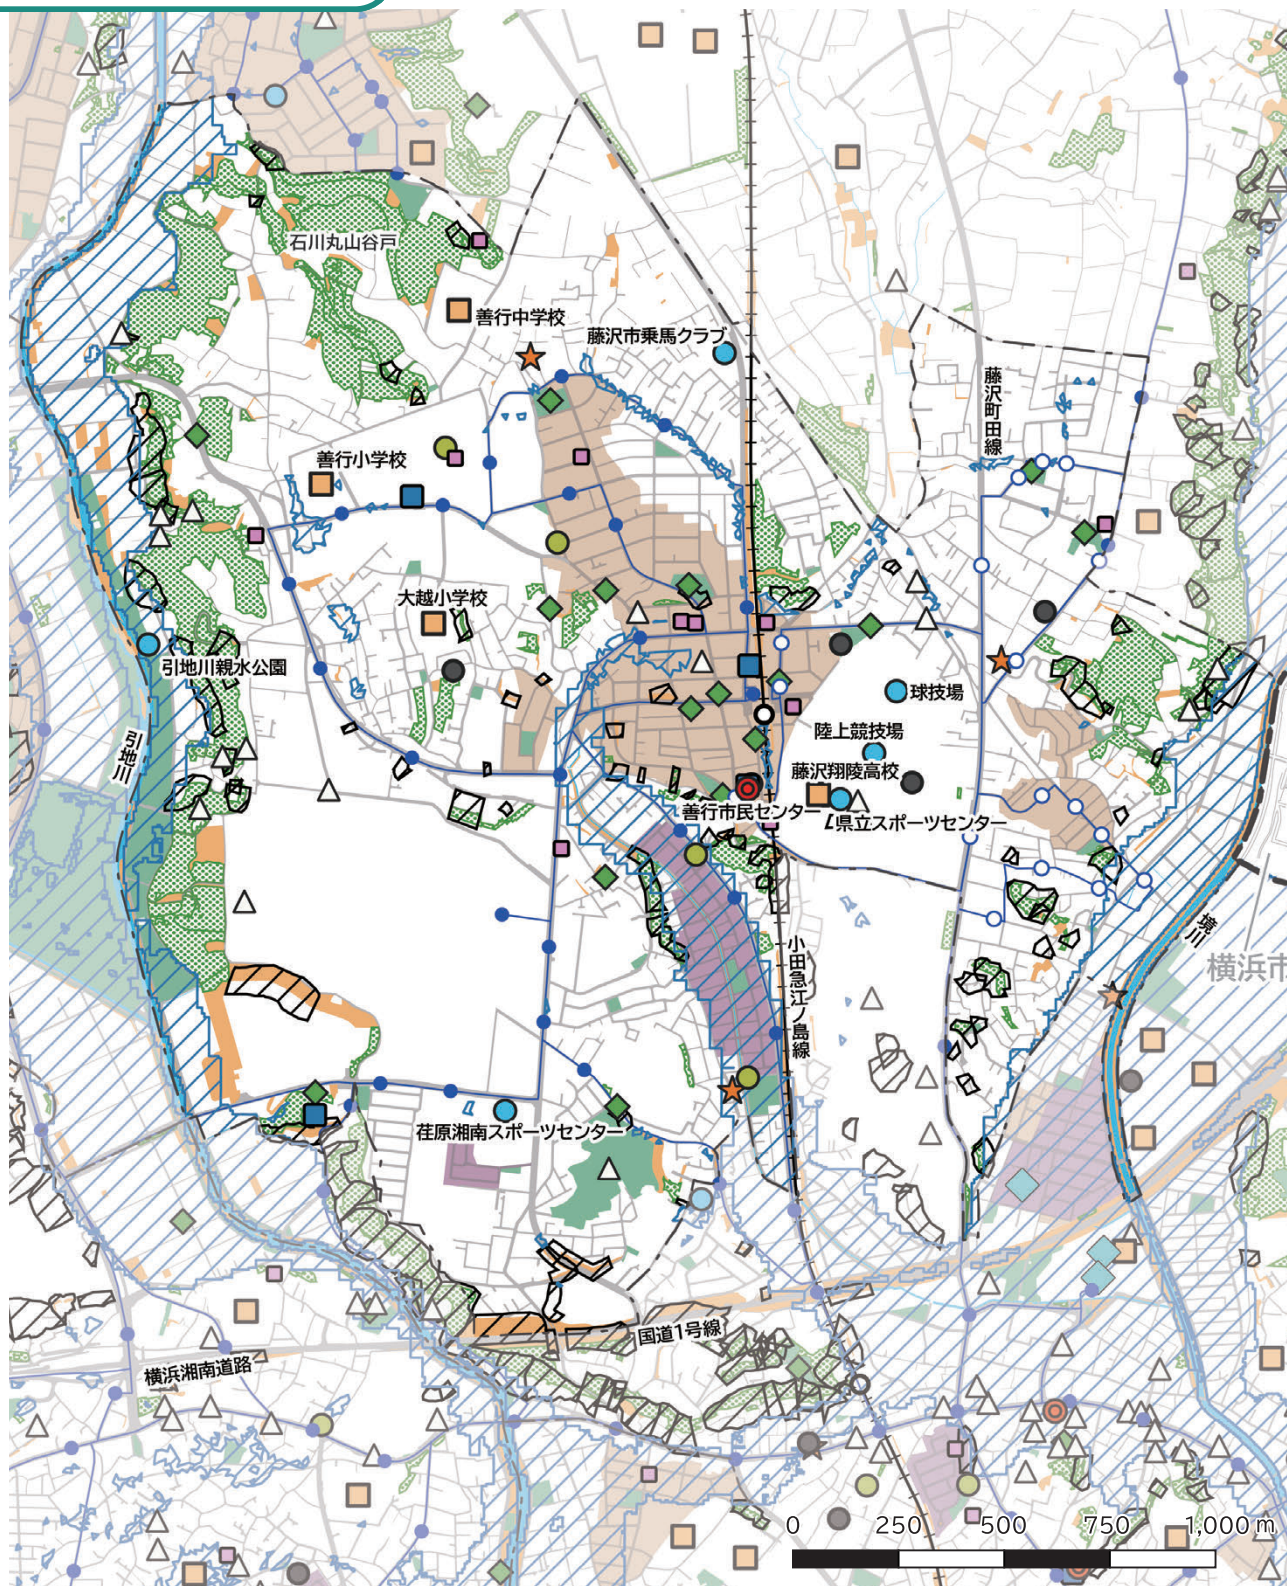 石川丸山谷戸
善行中学校
藤沢市乗馬クラブ
藤沢町田線
善行小学校
大越小学校
引地川親水公園
球技場
引地川
陸上競技場
藤沢翔陵高校
善行市民センター
県立スポーツセンター
境川
横浜市
小田急江ノ島線
荏原湘南スポーツセンター
国道1号線
横浜湘南道路
0 250 500 750 1,000 m